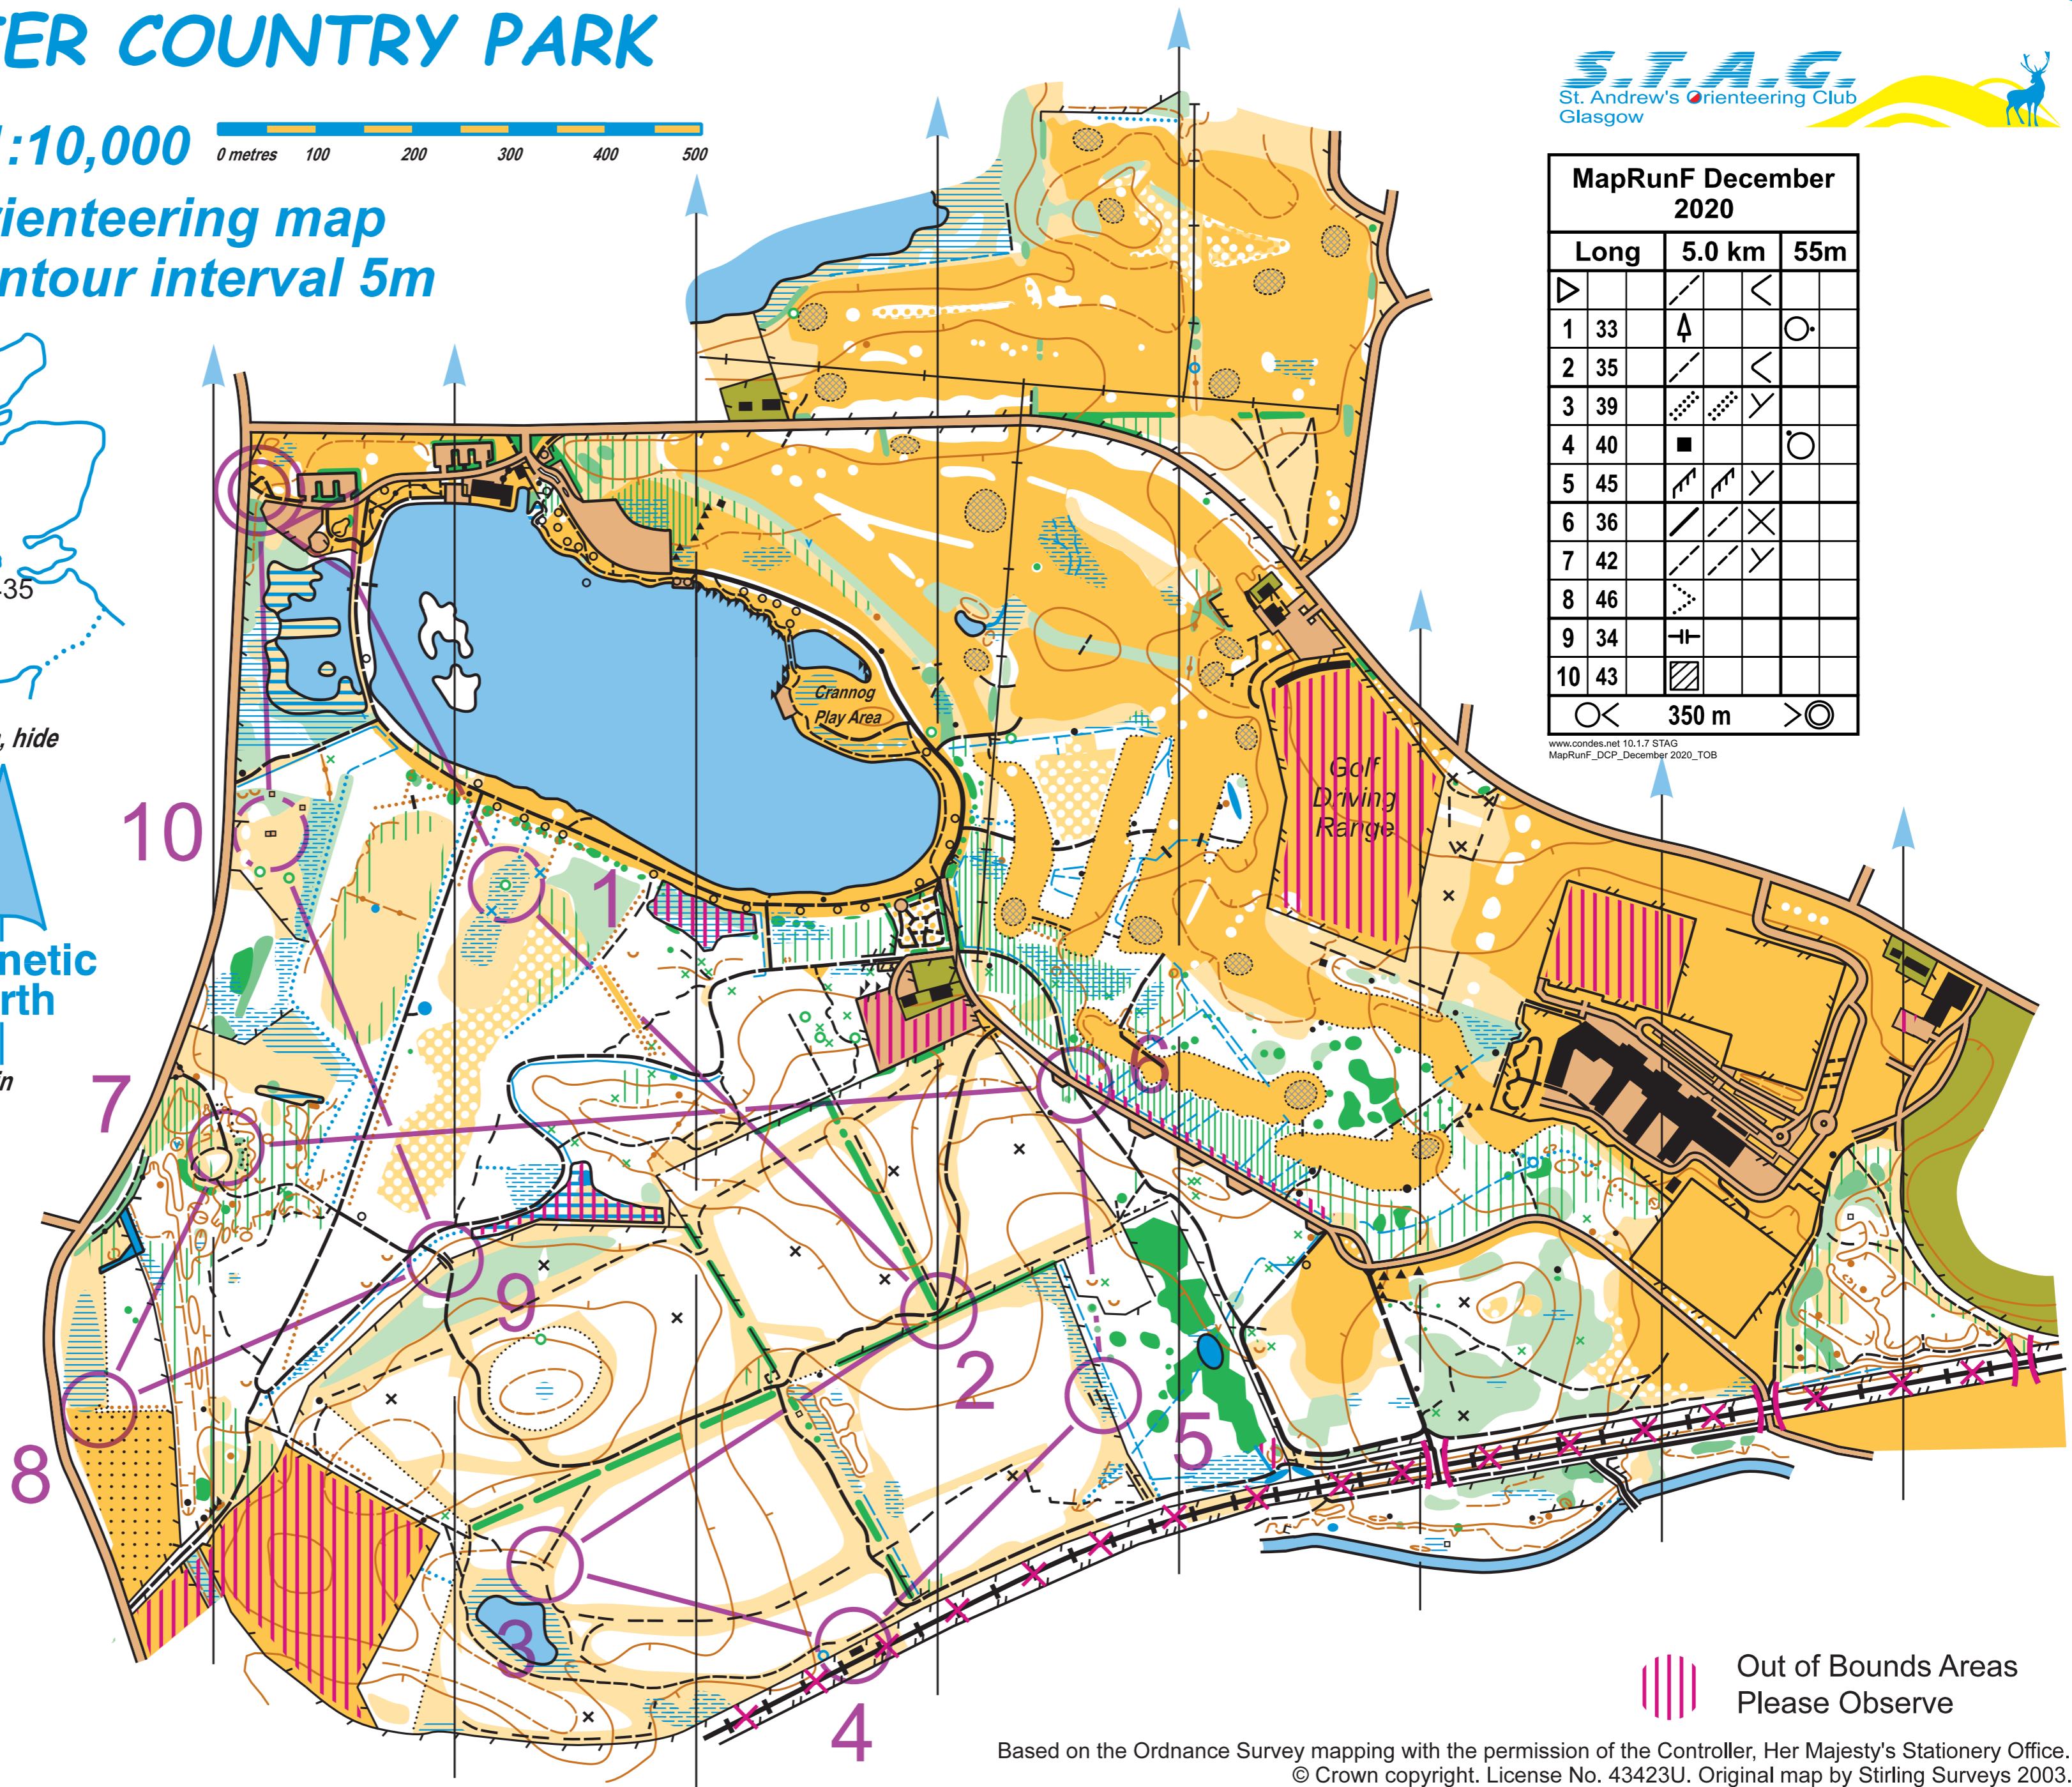 TER COUNTRY PARK
1:10,000
0 metres 100 200 300 400 500
rienteering map
ntour interval 5m
S.T.A.G.
St. Andrew's Orienteering Club
Glasgow
MapRunF December
2020
Long 5.0 km 55m
1 33
2 35
3 39
4 40
5 45
6 36
7 42
8 46
9 34
10 43
350 m
www.condes.net 10.1.7 STAG
MapRunF_DCP_December 2020_TOB
35
, hide
netic
rth
in
Crannog
Play Area
Golf
Driving
Range
10
1
7
6
9
2
5
8
3
4
Out of Bounds Areas
Please Observe
Based on the Ordnance Survey mapping with the permission of the Controller, Her Majesty's Stationery Office.
© Crown copyright. License No. 43423U. Original map by Stirling Surveys 2003.